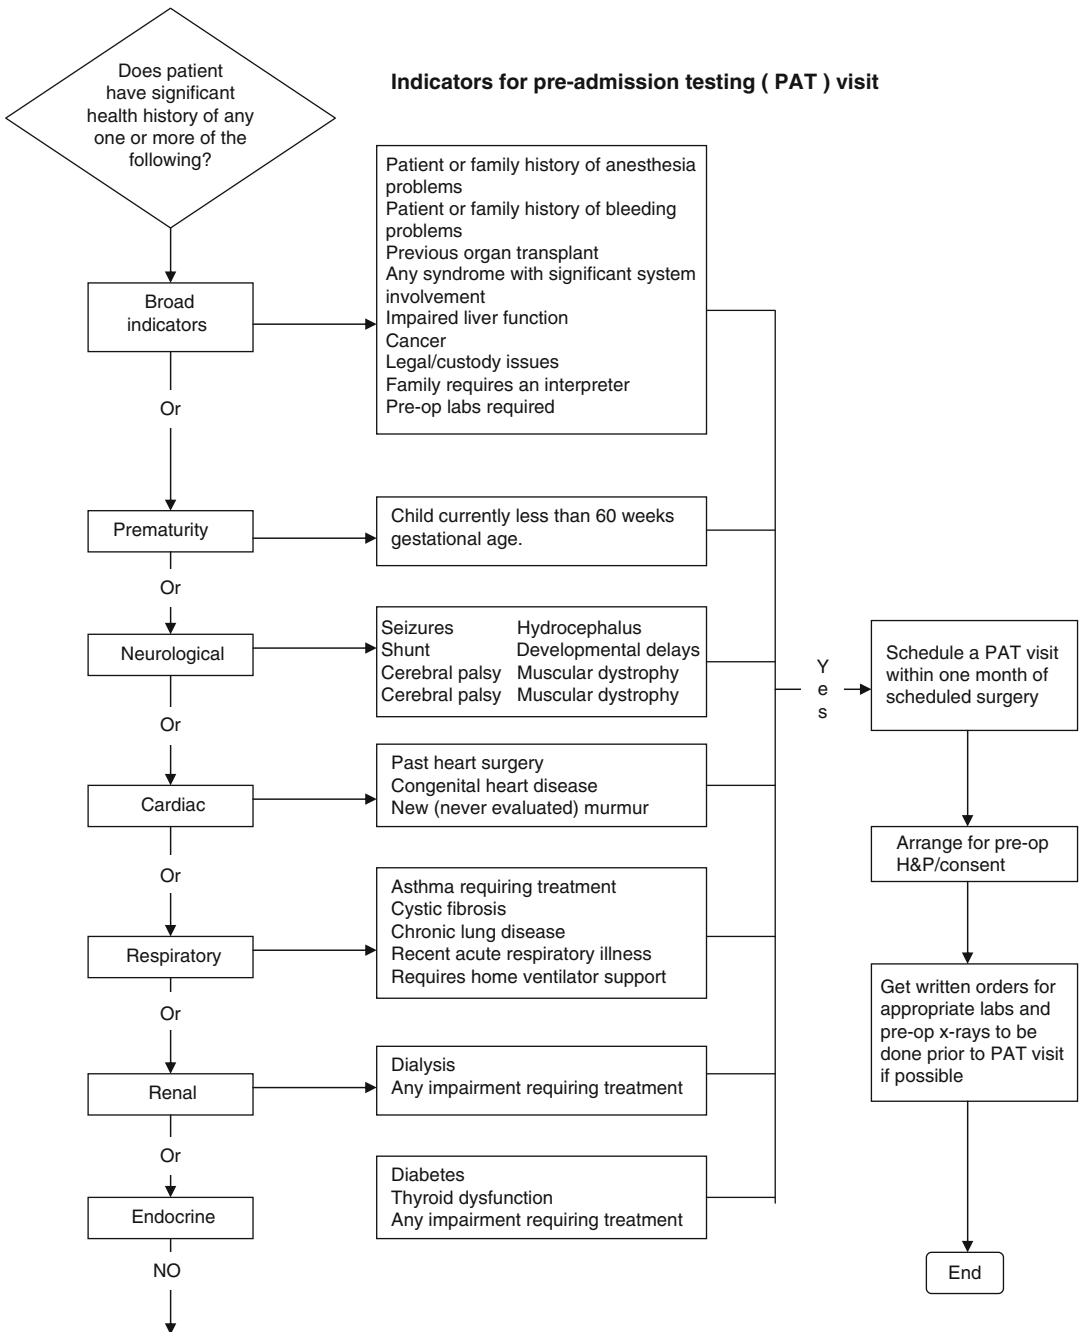 Does patient
have significant
health history of any
one or more of the
following?
Indicators for pre-admission testing ( PAT ) visit
Broad
indicators
Patient or family history of anesthesia
problems
Patient or family history of bleeding
problems
Previous organ transplant
Any syndrome with significant system
involvement
Impaired liver function
Cancer
Legal/custody issues
Family requires an interpreter
Pre-op labs required
Or
Prematurity
Child currently less than 60 weeks
gestational age.
Or
Neurological
Seizures Hydrocephalus
Shunt Developmental delays
Cerebral palsy Muscular dystrophy
Cerebral palsy Muscular dystrophy
Or
Cardiac
Past heart surgery
Congenital heart disease
New (never evaluated) murmur
Or
Respiratory
Asthma requiring treatment
Cystic fibrosis
Chronic lung disease
Recent acute respiratory illness
Requires home ventilator support
Or
Renal
Dialysis
Any impairment requiring treatment
Or
Endocrine
Diabetes
Thyroid dysfunction
Any impairment requiring treatment
NO
Y
e
s
Schedule a PAT visit
within one month of
scheduled surgery
Arrange for pre-op
H&P/consent
Get written orders for
appropriate labs and
pre-op x-rays to be
done prior to PAT visit
if possible
End